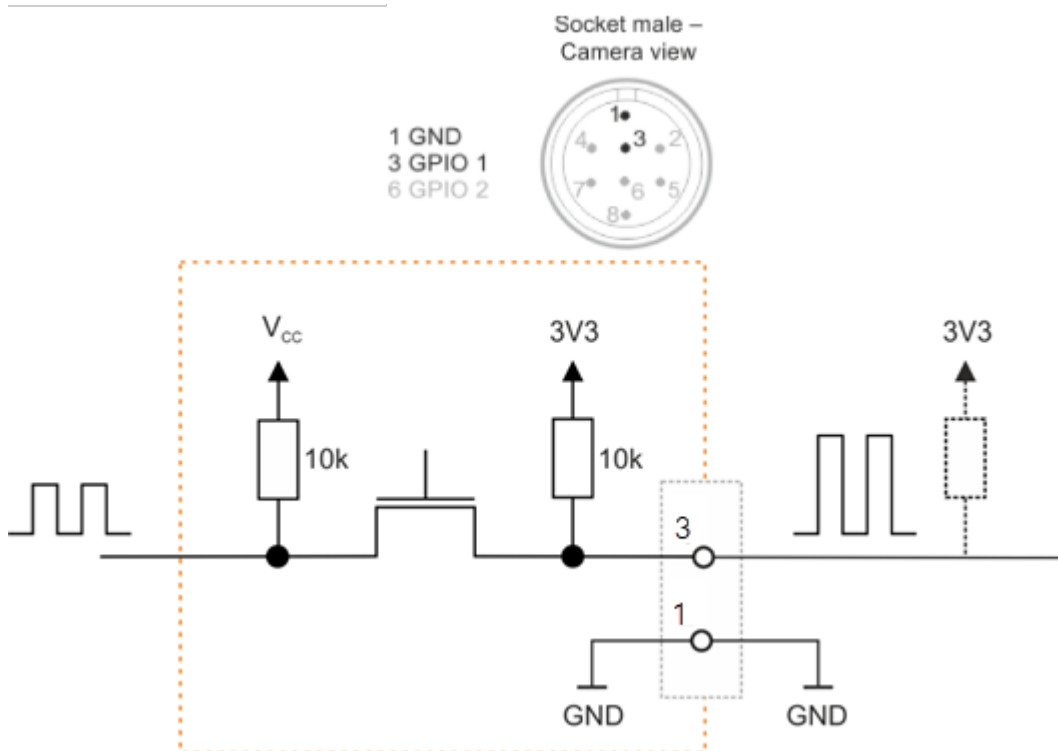 Socket male –
Camera view
1 GND
3 GPIO 1
6 GPIO 2
1
4 3 2
7 6 5
8
Vcc 3V3 3V3
10k 10k
3
1
GND GND